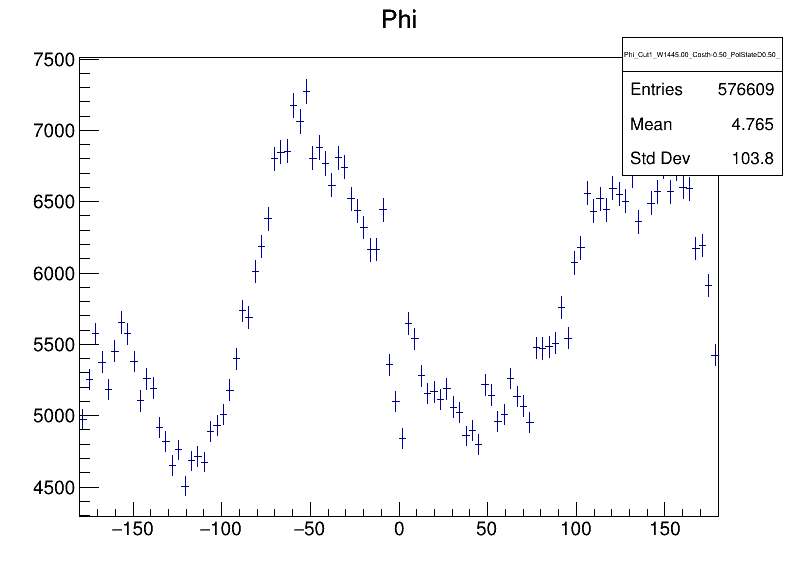 Phi
Phi_Cut1_W1445.00_Costh-0.50_PolStateD0.50_
Entries 576609
Mean 4.765
Std Dev 103.8
7500
7000
6500
6000
5500
5000
4500
−150 −100 −50 0 50 100 150